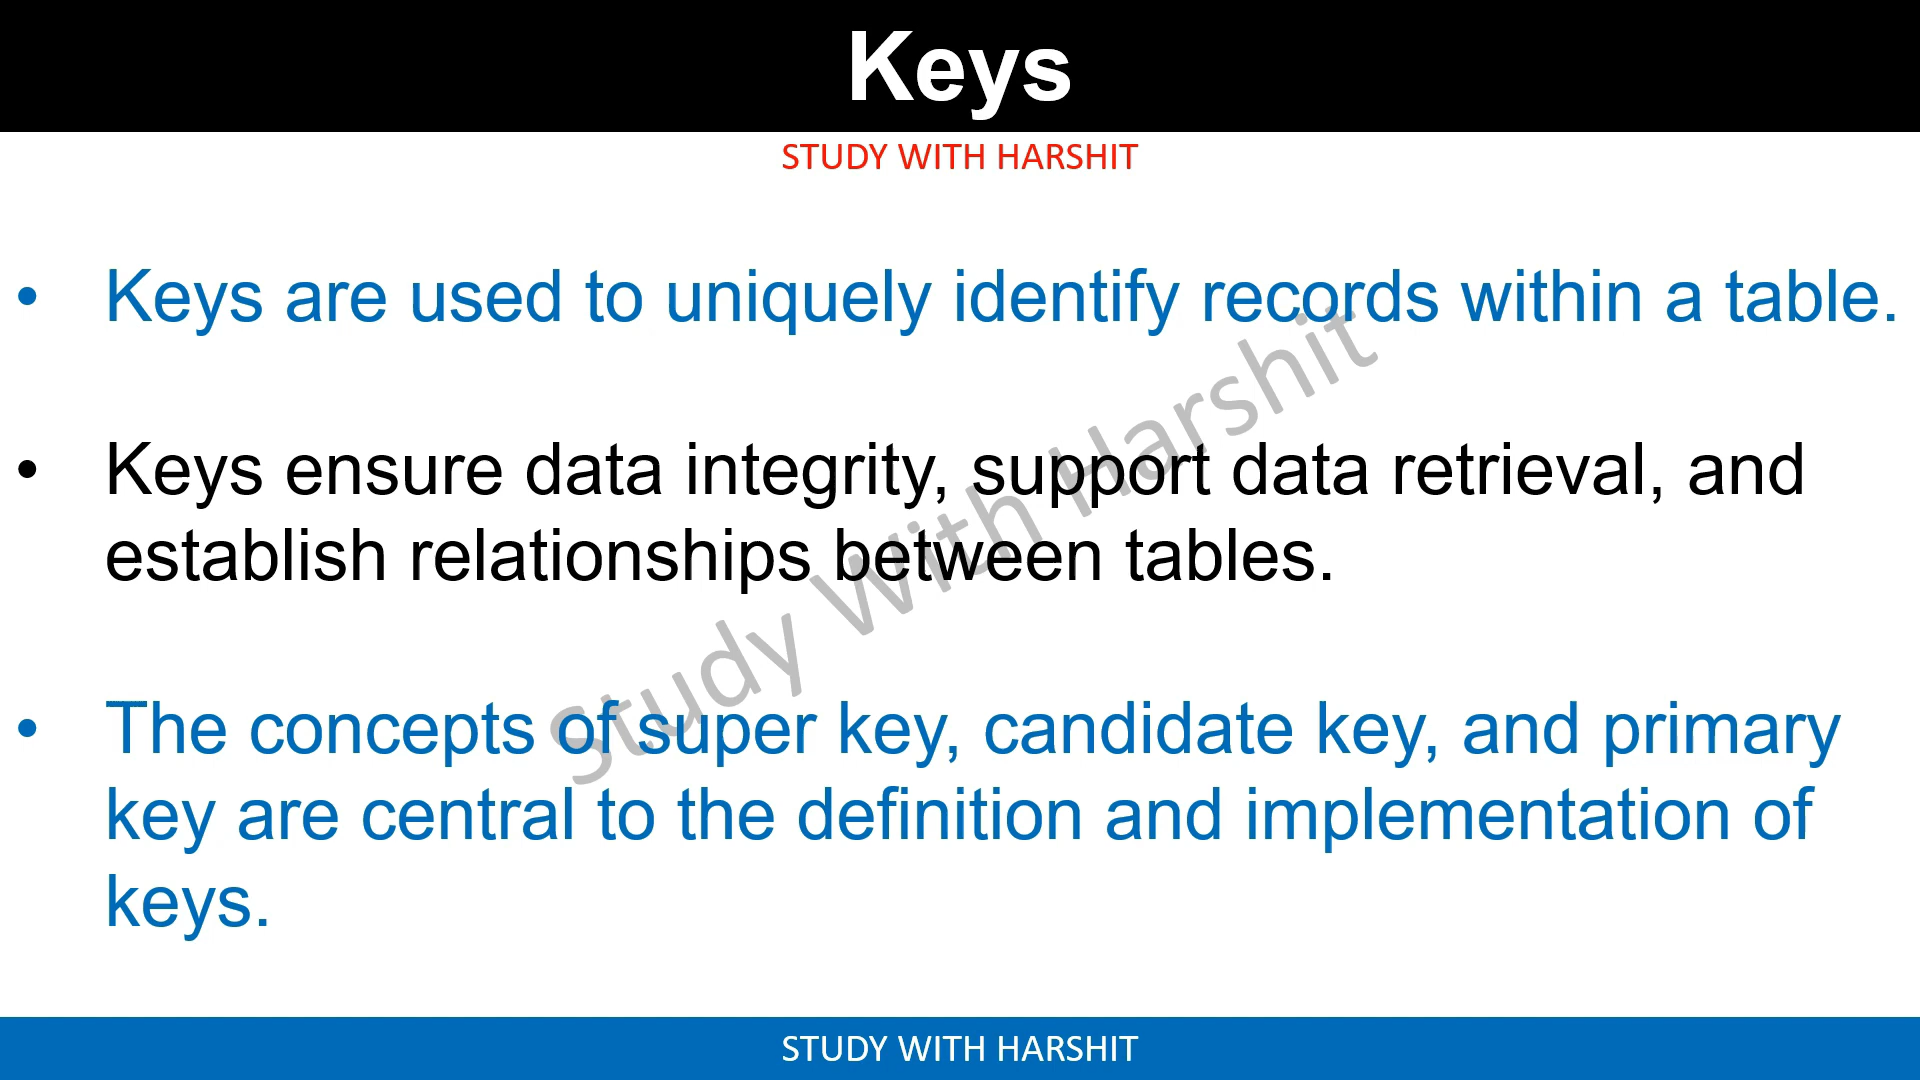 Keys
STUDY WITH HARSHIT
• Keys are used to uniquely identify records within a table.
• Keys ensure data integrity, support data retrieval, and
establish relationships between tables.
• The concepts of super key, candidate key, and primary
key are central to the definition and implementation of
keys.
Study With Harshit
STUDY WITH HARSHIT